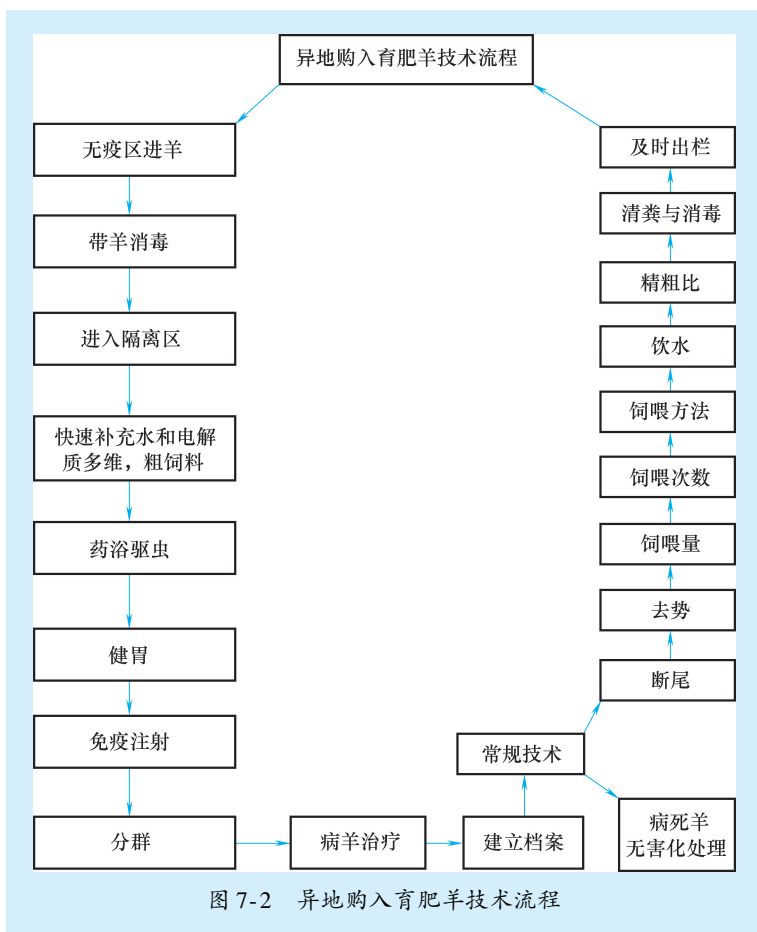 异地购入育肥羊技术流程
无疫区进羊
带羊消毒
进入隔离区
快速补充水和电解
质多维，粗饲料
药浴驱虫
健胃
免疫注射
分群
病羊治疗
建立档案
常规技术
病死羊
无害化处理
断尾
去势
饲喂量
饲喂次数
饲喂方法
饮水
精粗比
清粪与消毒
及时出栏
图 7-2　异地购入育肥羊技术流程